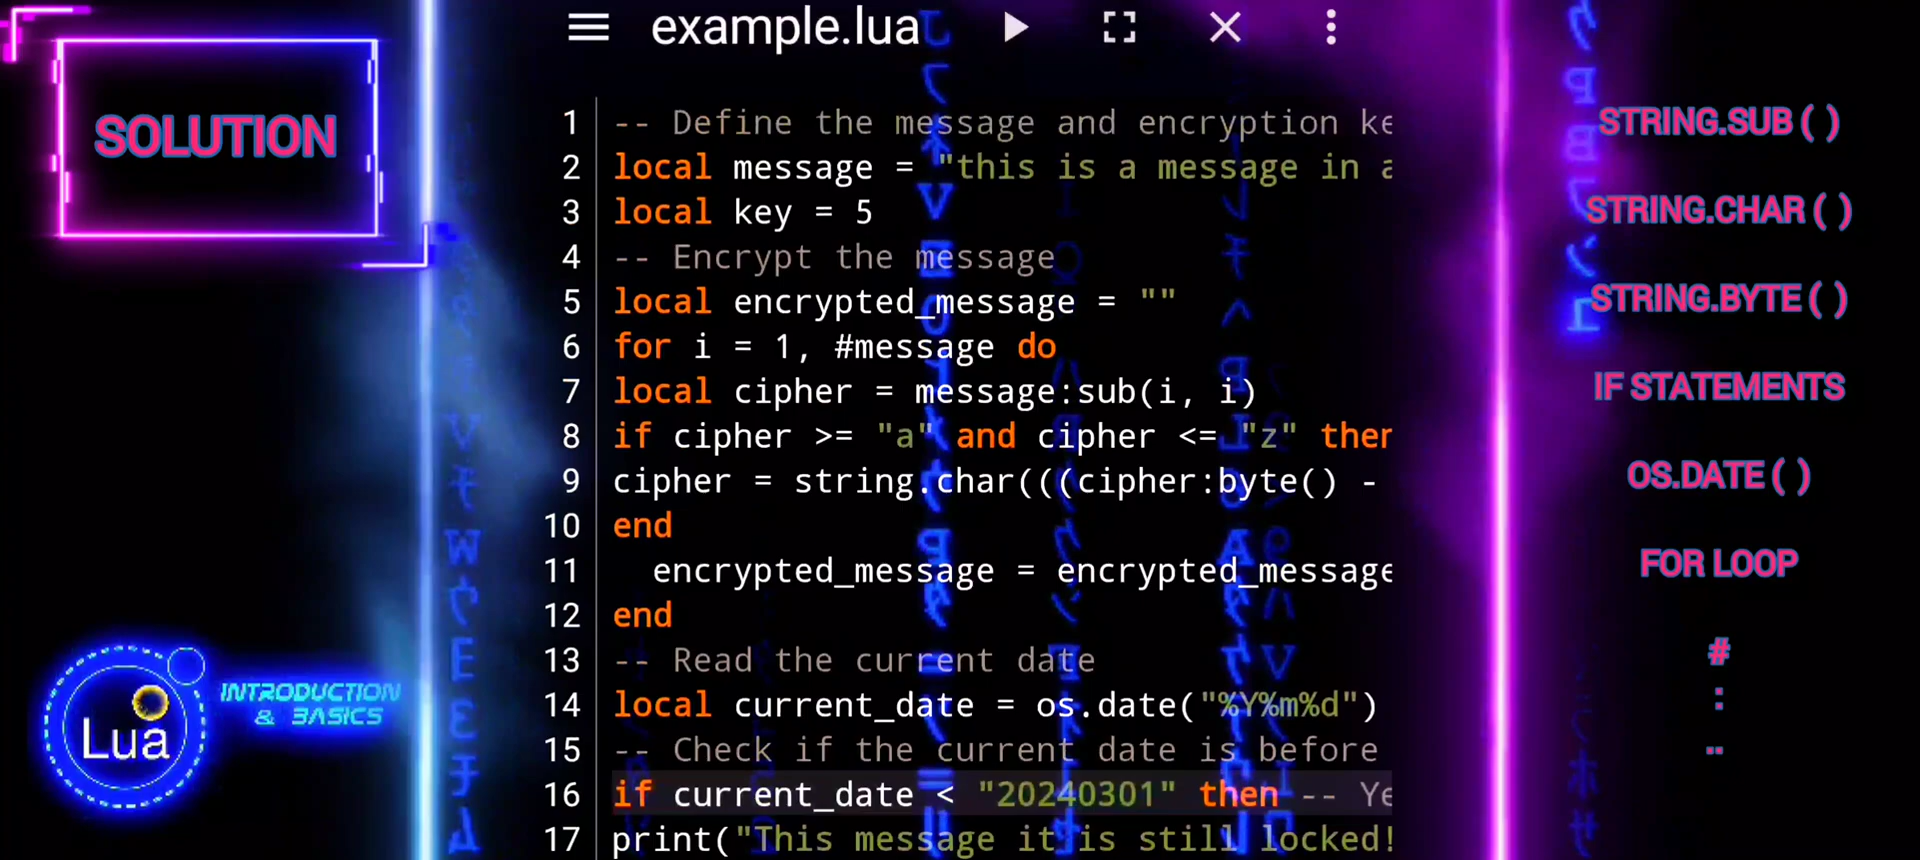 SOLUTION
example.lua
1 -- Define the message and encryption ke
2 local message = "this is a message in a
3 local key = 5
4 -- Encrypt the message
5 local encrypted_message = ""
6 for i = 1, #message do
7 local cipher = message:sub(i, i)
8 if cipher >= "a" and cipher <= "z" then
9 cipher = string.char(((cipher:byte() -
10 end
11 encrypted_message = encrypted_message
12 end
13 -- Read the current date
14 local current_date = os.date("%Y%m%d")
15 -- Check if the current date is before
16 if current_date < "20240301" then -- Ye
17 print("This message it is still locked!
STRING.SUB ( )
STRING.CHAR ( )
STRING.BYTE ( )
IF STATEMENTS
OS.DATE ( )
FOR LOOP
#
:
..
Lua
INTRODUCTION
& BASICS